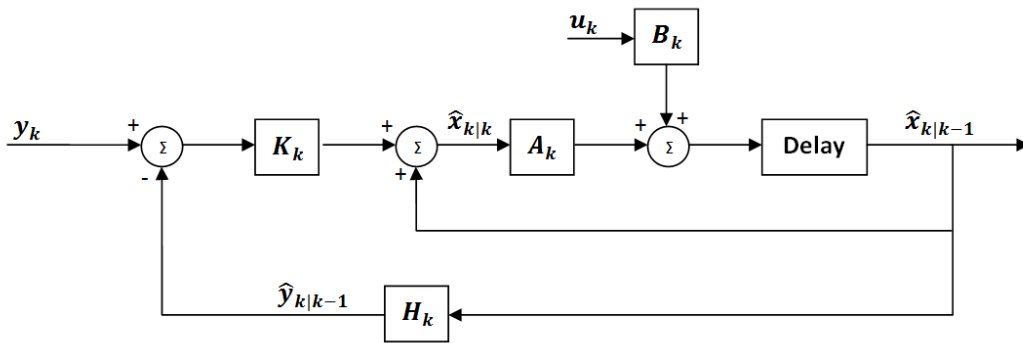 u_k
B_k
y_k
+
Σ
-
K_k
+
Σ
+
x̂_{k|k}
A_k
+
+
Σ
Delay
x̂_{k|k-1}
ŷ_{k|k-1}
H_k